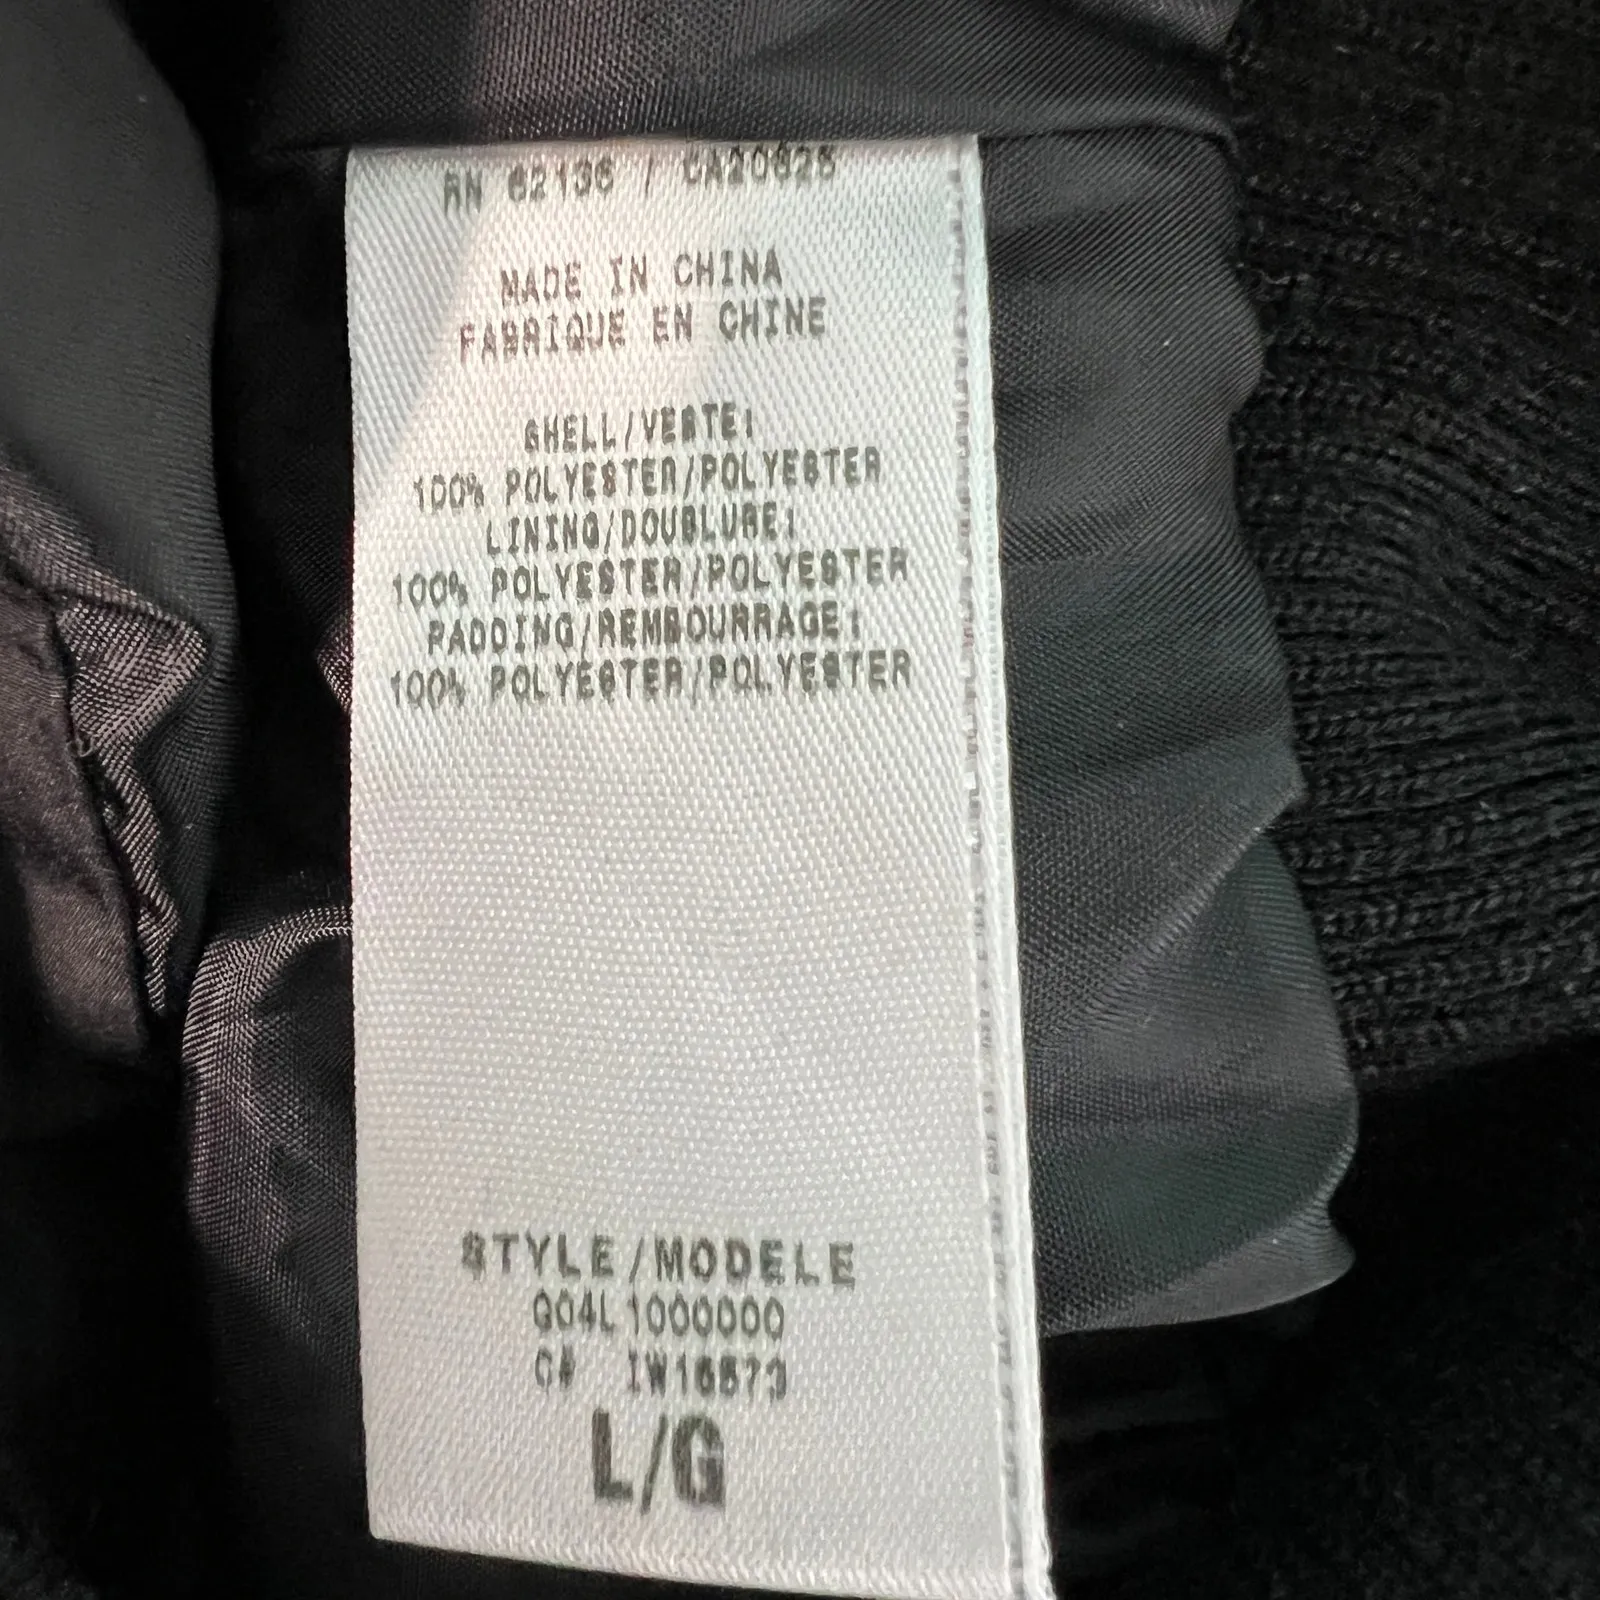 RN 62136 / CA20825
MADE IN CHINA
FABRIQUE EN CHINE
SHELL/VESTE:
100% POLYESTER/POLYESTER
LINING/DOUBLURE:
100% POLYESTER/POLYESTER
PADDING/REMBOURRAGE:
100% POLYESTER/POLYESTER
STYLE/MODELE
G04L1000000
C# IW16573
L/G